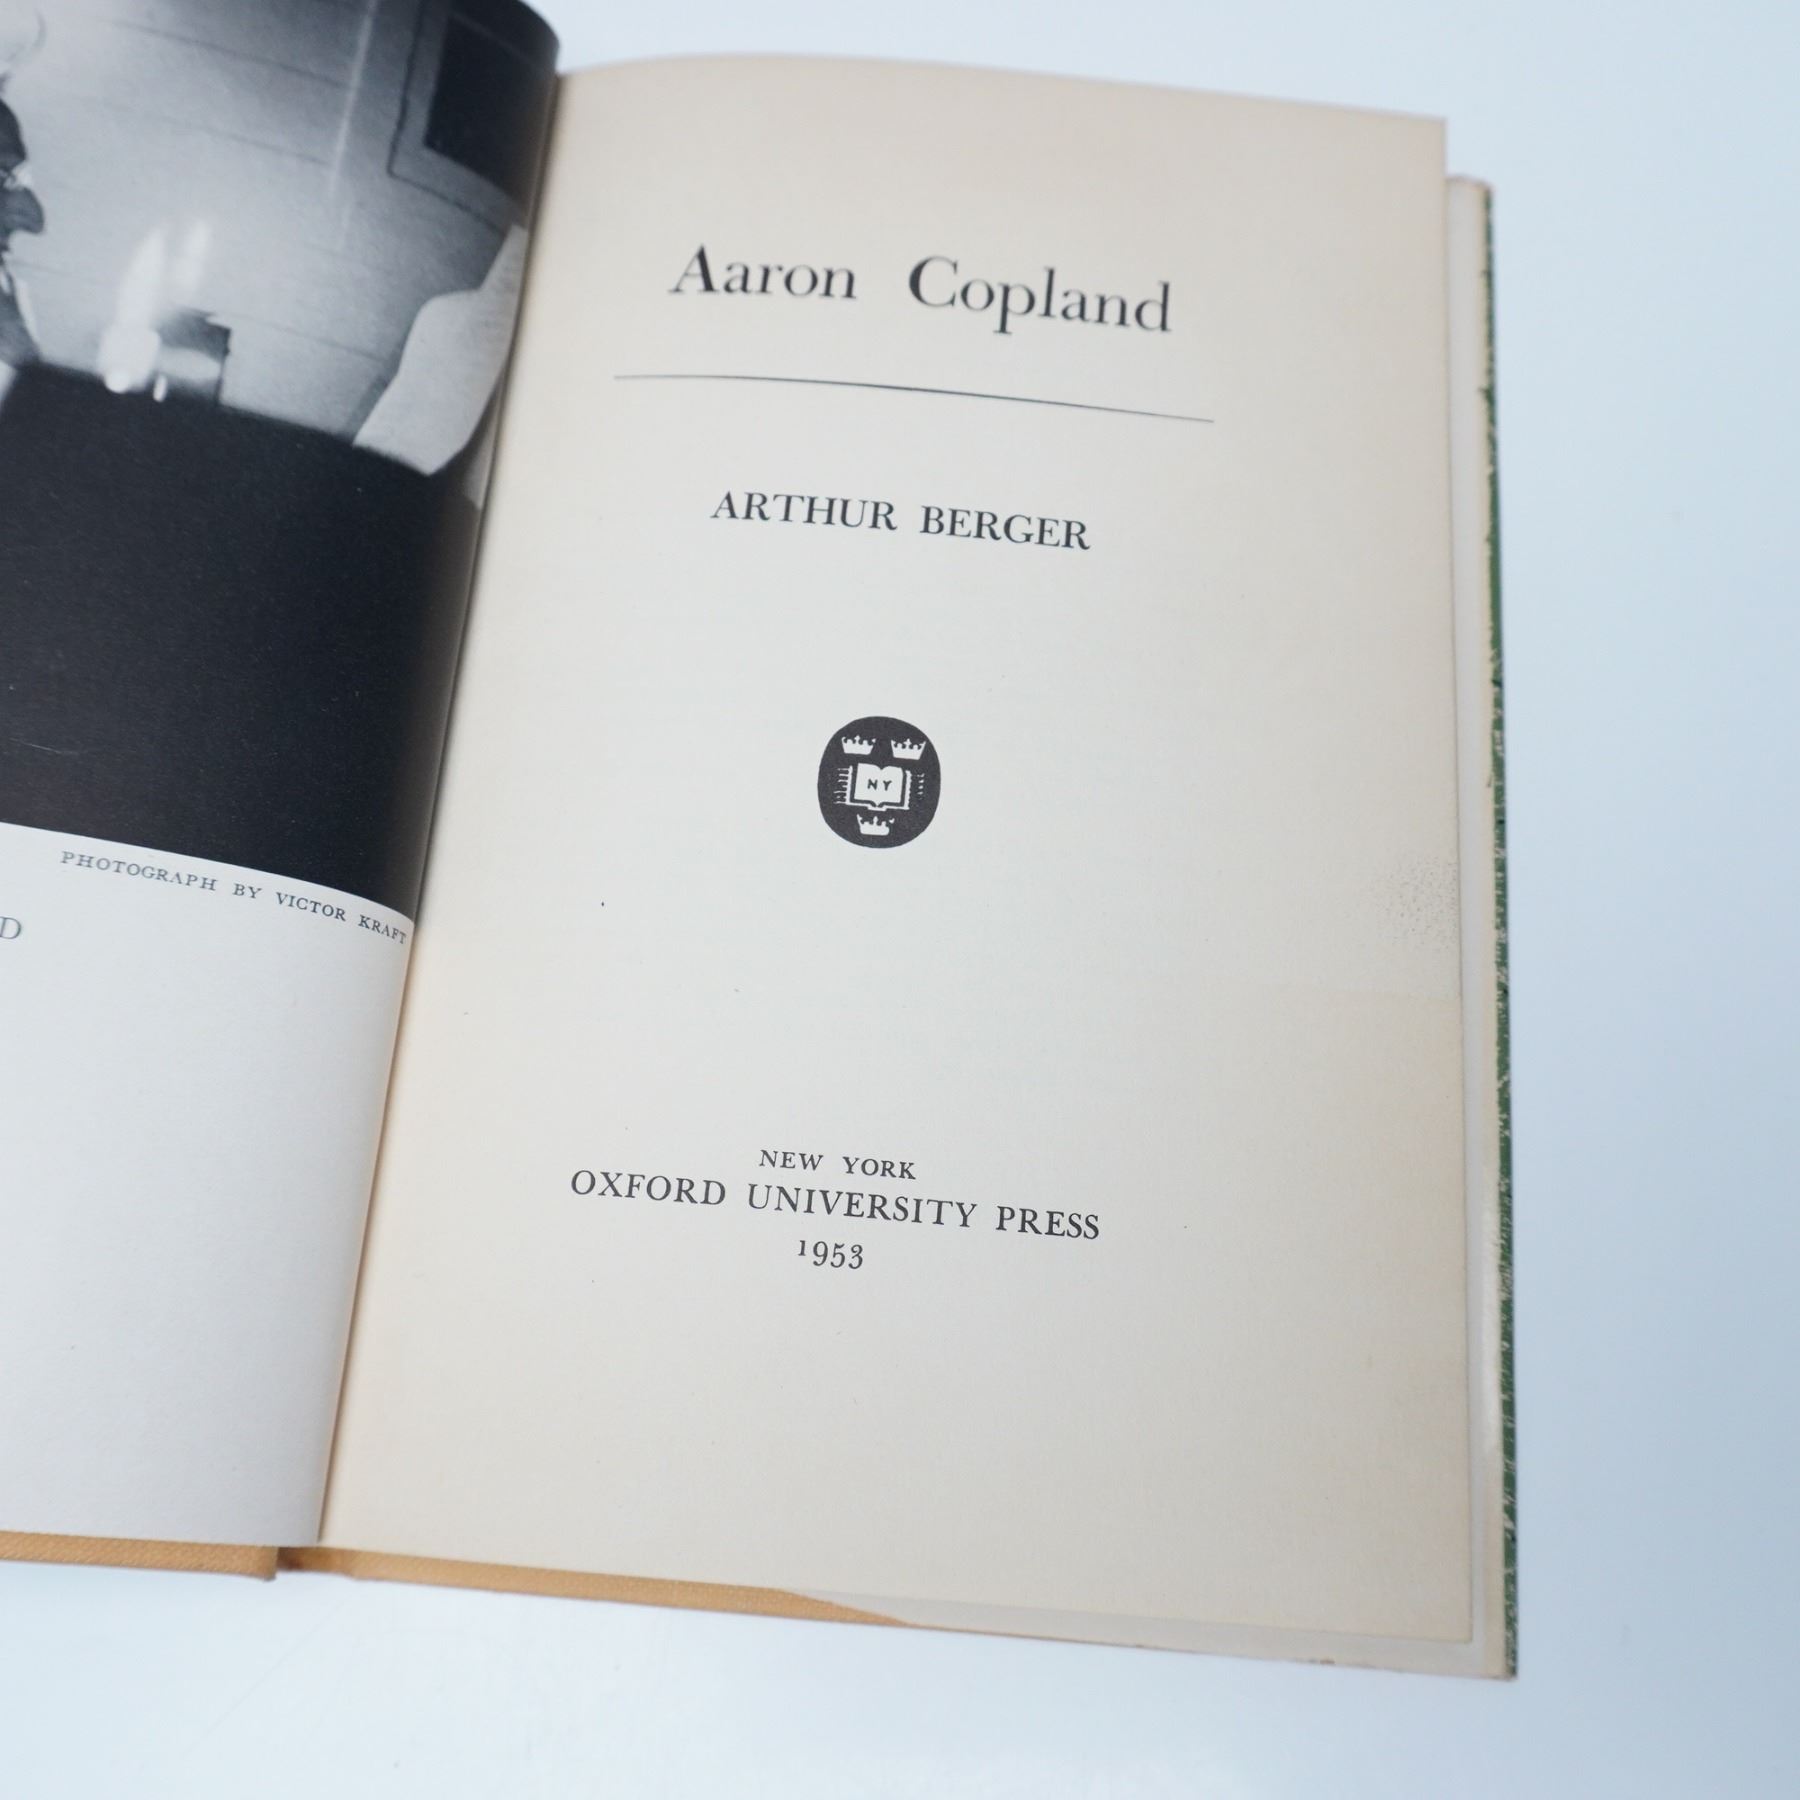 PHOTOGRAPH BY VICTOR KRAFT
D
Aaron Copland
ARTHUR BERGER
NY
NEW YORK
OXFORD UNIVERSITY PRESS
1953